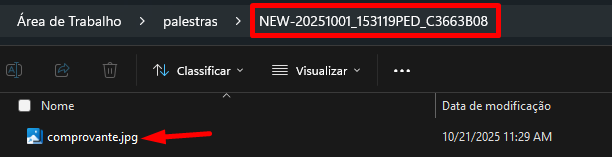 Área de Trabalho > palestras > NEW-20251001_153119PED_C3663B08
Classificar Visualizar ...
Nome Data de modificação
comprovante.jpg 10/21/2025 11:29 AM